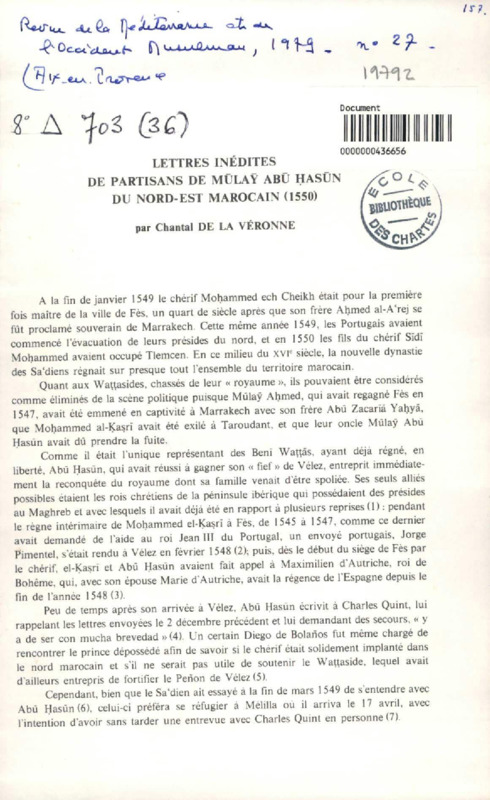 157.
Revue de la Méditerranée et de
l'Occident Musulman, 1979 - n° 27 -
(Aix-en-Provence
19792
8° Δ 703 (36)
Document
0000000436656
ECOLE
BIBLIOTHÈQUE
DES CHARTES
LETTRES INÉDITES
DE PARTISANS DE MŪLAȲ ABŪ ḤASŪN
DU NORD-EST MAROCAIN (1550)
par Chantal DE LA VÉRONNE
A la fin de janvier 1549 le chérif Moḥammed ech Cheikh était pour la première
fois maître de la ville de Fès, un quart de siècle après que son frère Aḥmed al-A'rej se
fût proclamé souverain de Marrakech. Cette même année 1549, les Portugais avaient
commencé l'évacuation de leurs présides du nord, et en 1550 les fils du chérif Sīdī
Moḥammed avaient occupé Tlemcen. En ce milieu du XVIᵉ siècle, la nouvelle dynastie
des Sa'diens régnait sur presque tout l'ensemble du territoire marocain.
Quant aux Waṭṭasides, chassés de leur « royaume », ils pouvaient être considérés
comme éliminés de la scène politique puisque Mūlaȳ Aḥmed, qui avait regagné Fès en
1547, avait été emmené en captivité à Marrakech avec son frère Abū Zacariā Yaḥyā,
que Moḥammed al-Ḳaṣrī avait été exilé à Taroudant, et que leur oncle Mūlaȳ Abū
Ḥasūn avait dû prendre la fuite.
Comme il était l'unique représentant des Beni Waṭṭās, ayant déjà régné, en
liberté, Abū Ḥasūn, qui avait réussi à gagner son « fief » de Vélez, entreprit immédiate-
ment la reconquête du royaume dont sa famille venait d'être spoliée. Ses seuls alliés
possibles étaient les rois chrétiens de la péninsule ibérique qui possédaient des présides
au Maghreb et avec lesquels il avait déjà été en rapport à plusieurs reprises (1) : pendant
le règne intérimaire de Moḥammed el-Ḳaṣrī à Fès, de 1545 à 1547, comme ce dernier
avait demandé de l'aide au roi Jean III du Portugal, un envoyé portugais, Jorge
Pimentel, s'était rendu à Vélez en février 1548 (2); puis, dès le début du siège de Fès par
le chérif, el-Ḳaṣri et Abū Ḥasūn avaient fait appel à Maximilien d'Autriche, roi de
Bohême, qui, avec son épouse Marie d'Autriche, avait la régence de l'Espagne depuis le
fin de l'année 1548 (3).
Peu de temps après son arrivée à Vélez, Abū Ḥasūn écrivit à Charles Quint, lui
rappelant les lettres envoyées le 2 décembre précédent et lui demandant des secours, « y
a de ser con mucha brevedad » (4). Un certain Diego de Bolaños fut même chargé de
rencontrer le prince dépossédé afin de savoir si le chérif était solidement implanté dans
le nord marocain et s'il ne serait pas utile de soutenir le Waṭṭaside, lequel avait
d'ailleurs entrepris de fortifier le Peñon de Vélez (5).
Cependant, bien que le Sa'dien ait essayé à la fin de mars 1549 de s'entendre avec
Abū Ḥasūn (6), celui-ci préféra se réfugier à Melilla où il arriva le 17 avril, avec
l'intention d'avoir sans tarder une entrevue avec Charles Quint en personne (7).